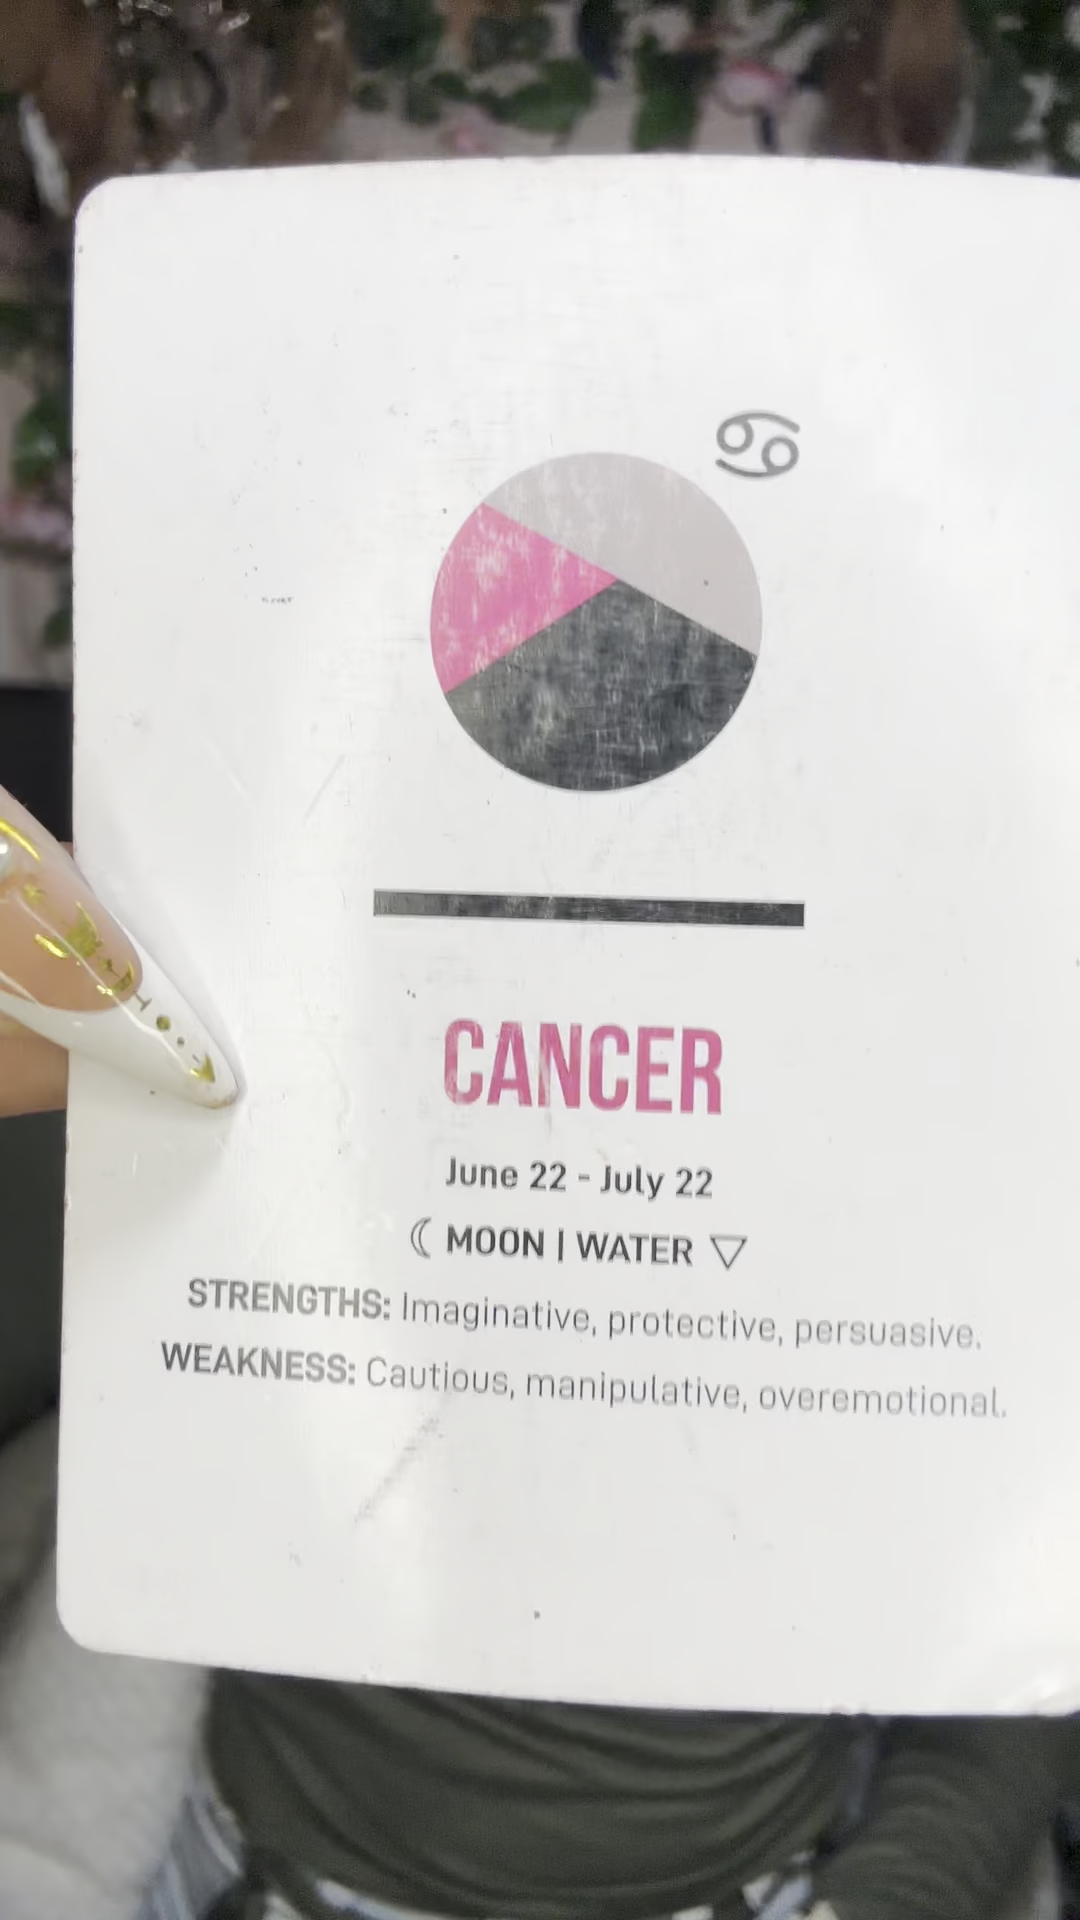 CANCER
June 22 - July 22
MOON | WATER
STRENGTHS: Imaginative, protective, persuasive.
WEAKNESS: Cautious, manipulative, overemotional.